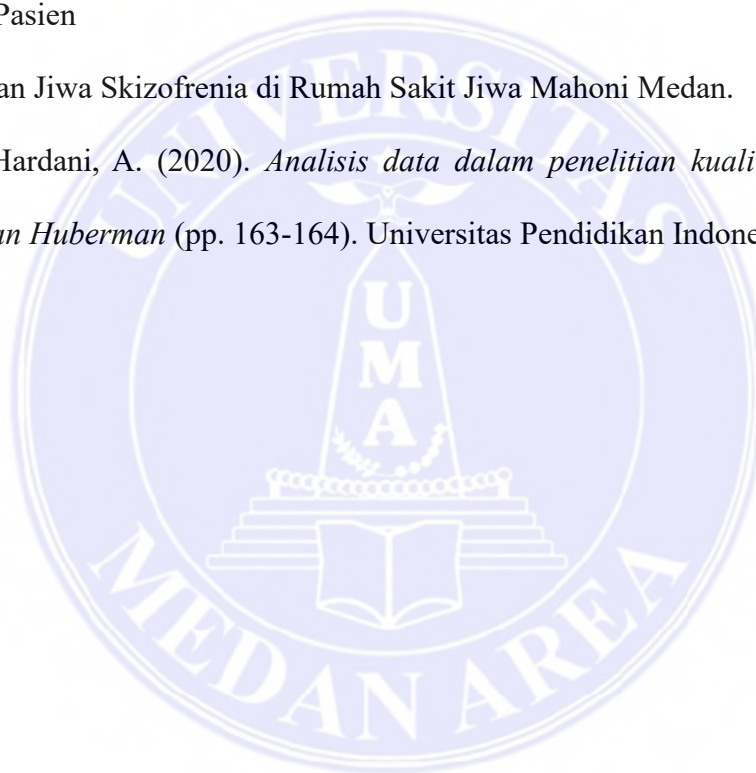 Pasien
an Jiwa Skizofrenia di Rumah Sakit Jiwa Mahoni Medan.
Hardani, A. (2020). Analisis data dalam penelitian kuali
an Huberman (pp. 163-164). Universitas Pendidikan Indone
UNIVERSITAS
UMA
MEDAN AREA